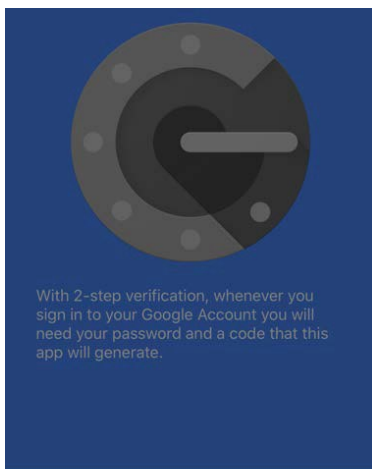 With 2-step verification, whenever you
sign in to your Google Account you will
need your password and a code that this
app will generate.